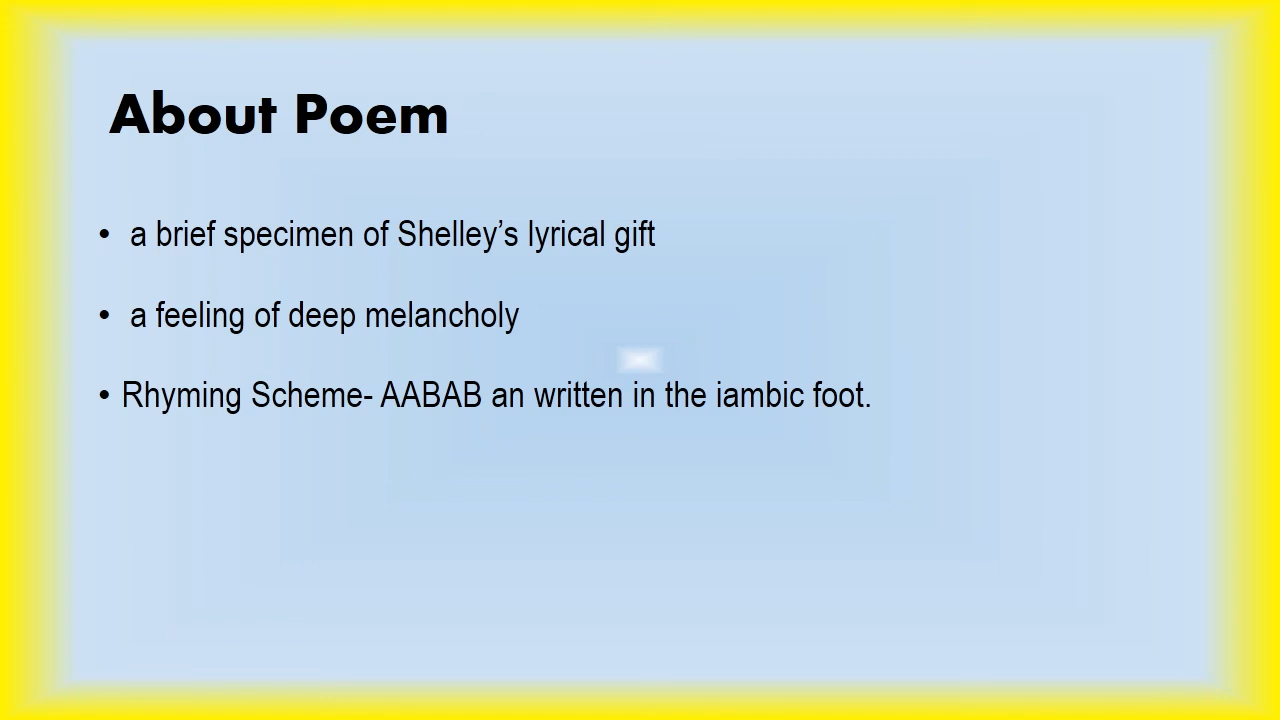 About Poem
• a brief specimen of Shelley’s lyrical gift
• a feeling of deep melancholy
• Rhyming Scheme- AABAB an written in the iambic foot.